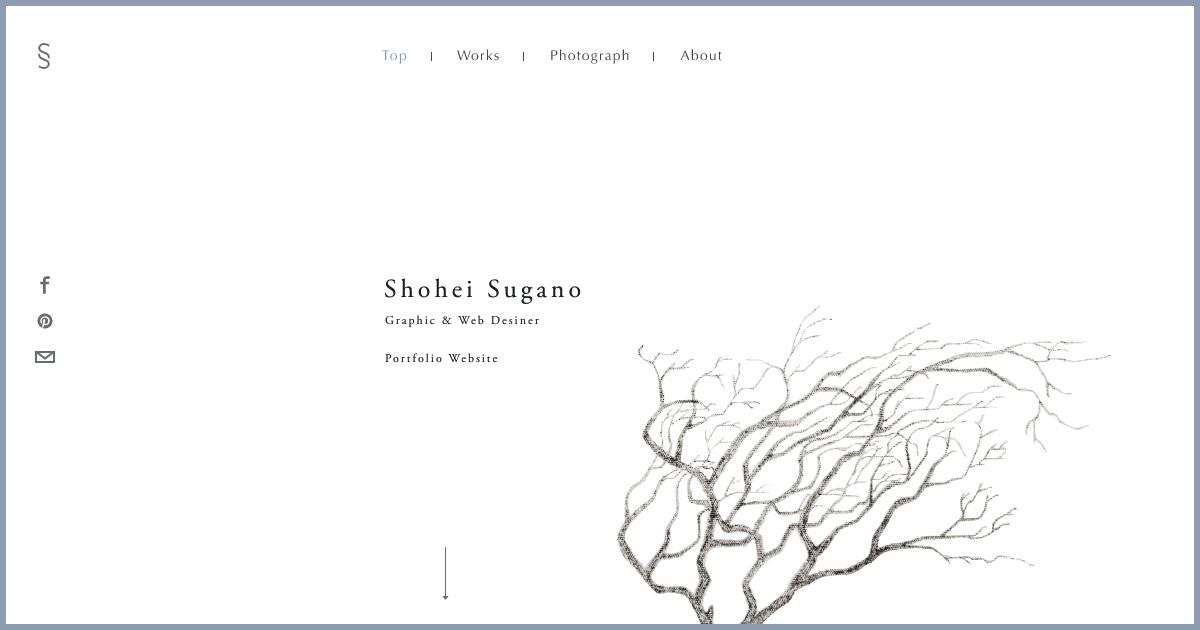 §
Top | Works | Photograph | About
Shohei Sugano
Graphic & Web Desiner
Portfolio Website